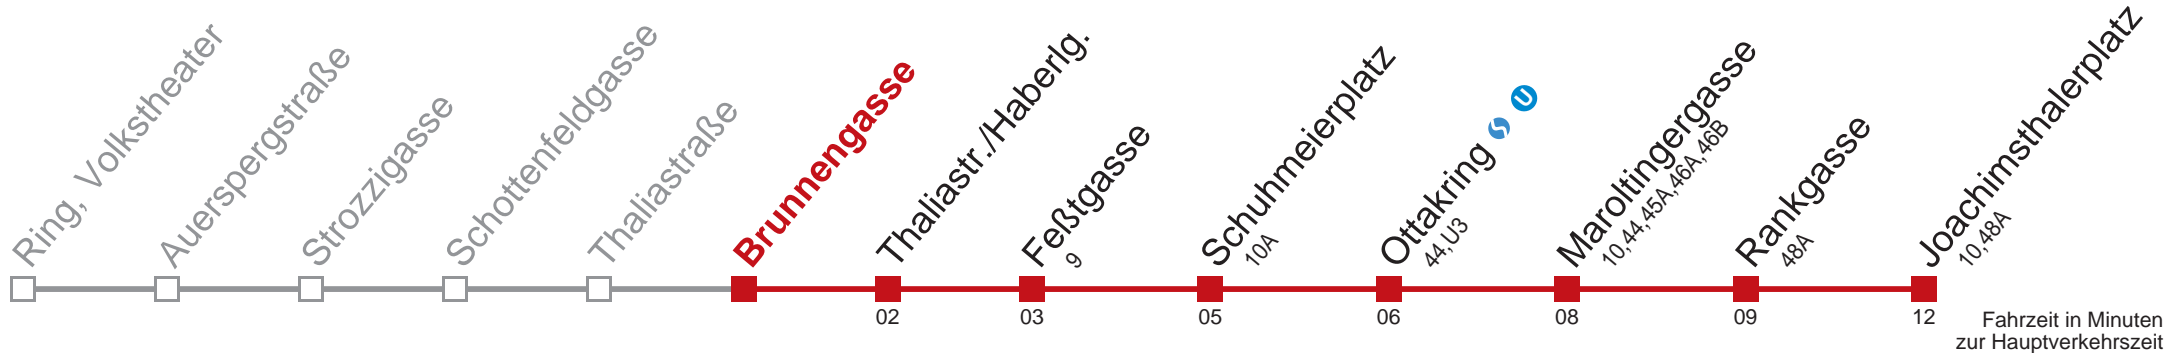 Ring, Volkstheater
Auerspergstraße
Strozzigasse
Schottenfeldgasse
Thaliastraße
Brunnengasse
Thaliastr./Haberlg.
Feßtgasse
9
Schuhmeierplatz
10A
Ottakring S U
44,U3
Maroltingergasse
10,44,45A,46A,46B
Rankgasse
48A
Joachimsthalerplatz
10,48A
02 03 05 06 08 09 12
Fahrzeit in Minuten
zur Hauptverkehrszeit